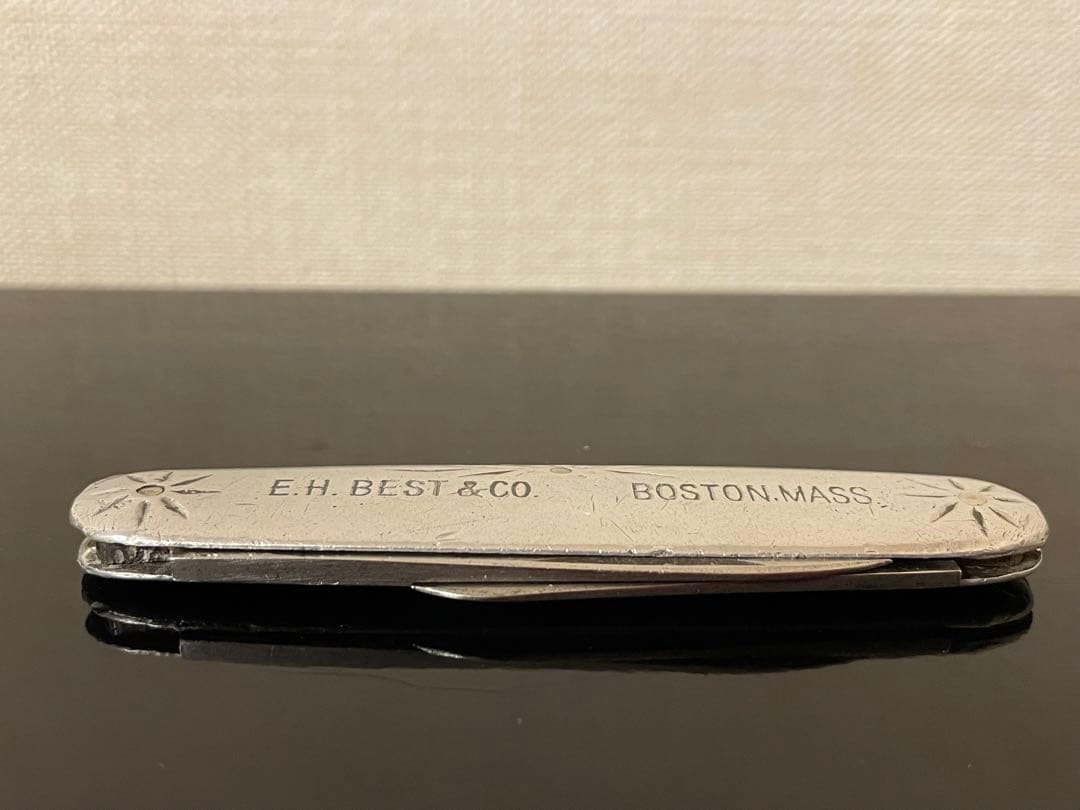 E.H. BEST & CO. BOSTON.MASS.